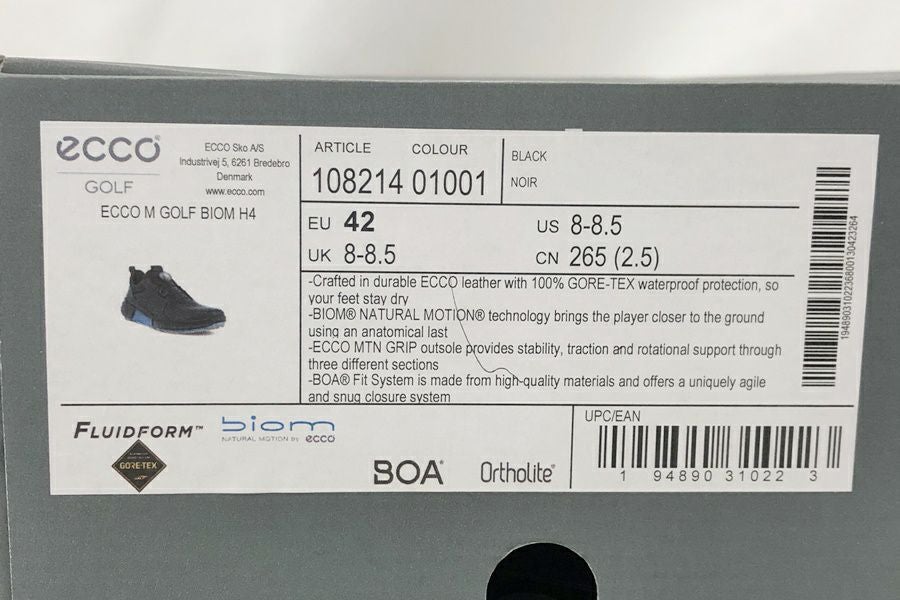 ecco®
GOLF
ECCO Sko A/S
Industrivej 5, 6261 Bredebro
Denmark
www.ecco.com
ECCO M GOLF BIOM H4
ARTICLE COLOUR
108214 01001
BLACK
NOIR
EU 42
US 8-8.5
UK 8-8.5
CN 265 (2.5)
-Crafted in durable ECCO leather with 100% GORE-TEX waterproof protection, so
your feet stay dry
-BIOM® NATURAL MOTION® technology brings the player closer to the ground
using an anatomical last
-ECCO MTN GRIP outsole provides stability, traction and rotational support through
three different sections
-BOA® Fit System is made from high-quality materials and offers a uniquely agile
and snug closure system
FLUIDFORM™
biom
NATURAL MOTION by ecco
GORE-TEX
BOA®
Ortholite®
UPC/EAN
1 94890 31022 3